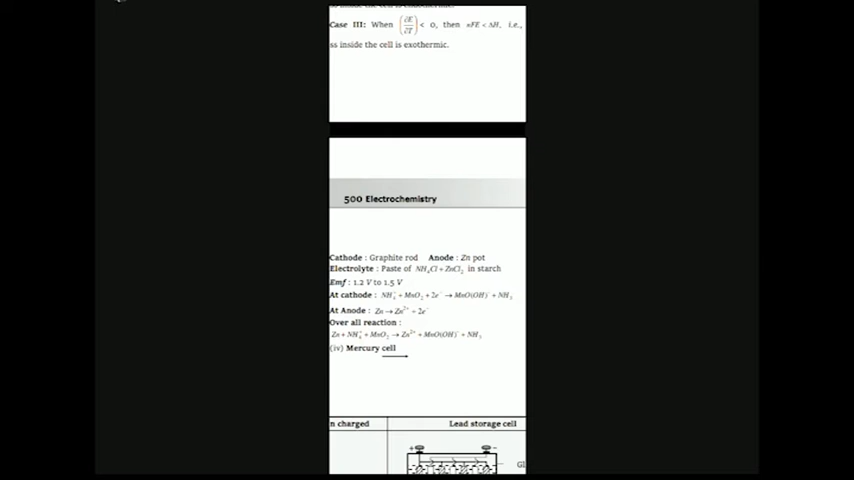 Case III: When (∂E/∂T) < 0, then nFE < ΔH, i.e.,
ss inside the cell is exothermic.
500 Electrochemistry
Cathode : Graphite rod Anode : Zn pot
Electrolyte : Paste of NH₄Cl + ZnCl₂ in starch
Emf : 1.2 V to 1.5 V
At cathode : NH₄⁺ + MnO₂ + 2e⁻ → MnO(OH)⁻ + NH₃
At Anode : Zn → Zn²⁺ + 2e⁻
Over all reaction :
Zn + NH₄⁺ + MnO₂ → Zn²⁺ + MnO(OH)⁻ + NH₃
(iv) Mercury cell
n charged Lead storage cell
+ −
Gl